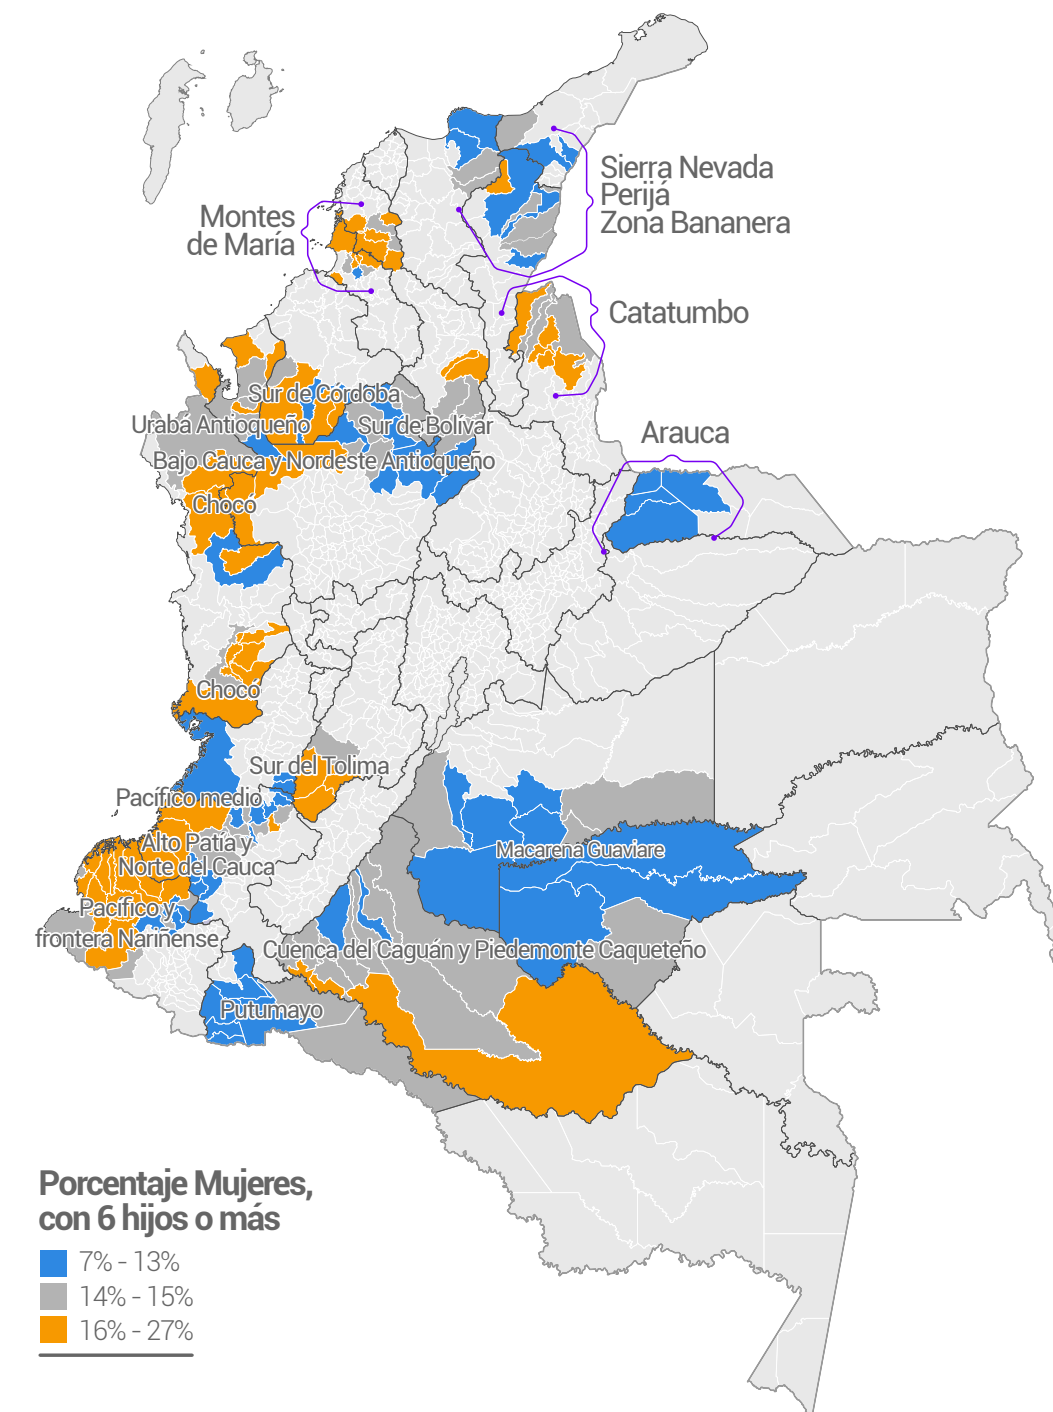 Sierra Nevada
Perijá
Zona Bananera
Montes
de María
Catatumbo
Sur de Córdoba
Urabá Antioqueño
Sur de Bolivar
Arauca
Bajo Cauca y Nordeste Antioqueño
Choco
Choco
Sur del Tolima
Pacífico medio
Alto Patía y
Norte del Cauca
Macarena Guaviare
Pacífico y
frontera Nariñense
Cuenca del Caguán y Piedemonte Caqueteño
Putumayo
Porcentaje Mujeres,
con 6 hijos o más
7% - 13%
14% - 15%
16% - 27%